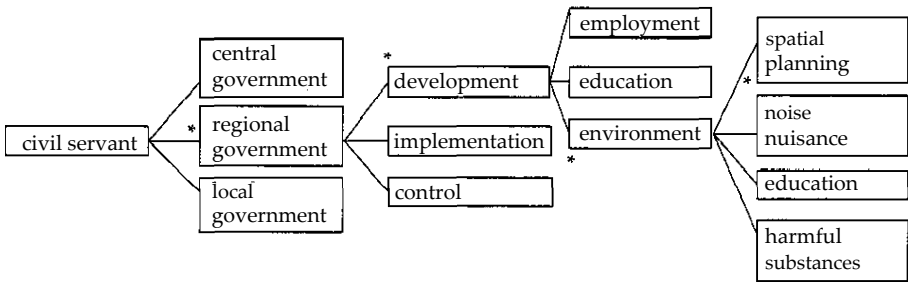 civil servant
central
government
*
regional
government
local
government
*
development
implementation
control
employment
education
environment
*
spatial
planning
*
noise
nuisance
education
harmful
substances